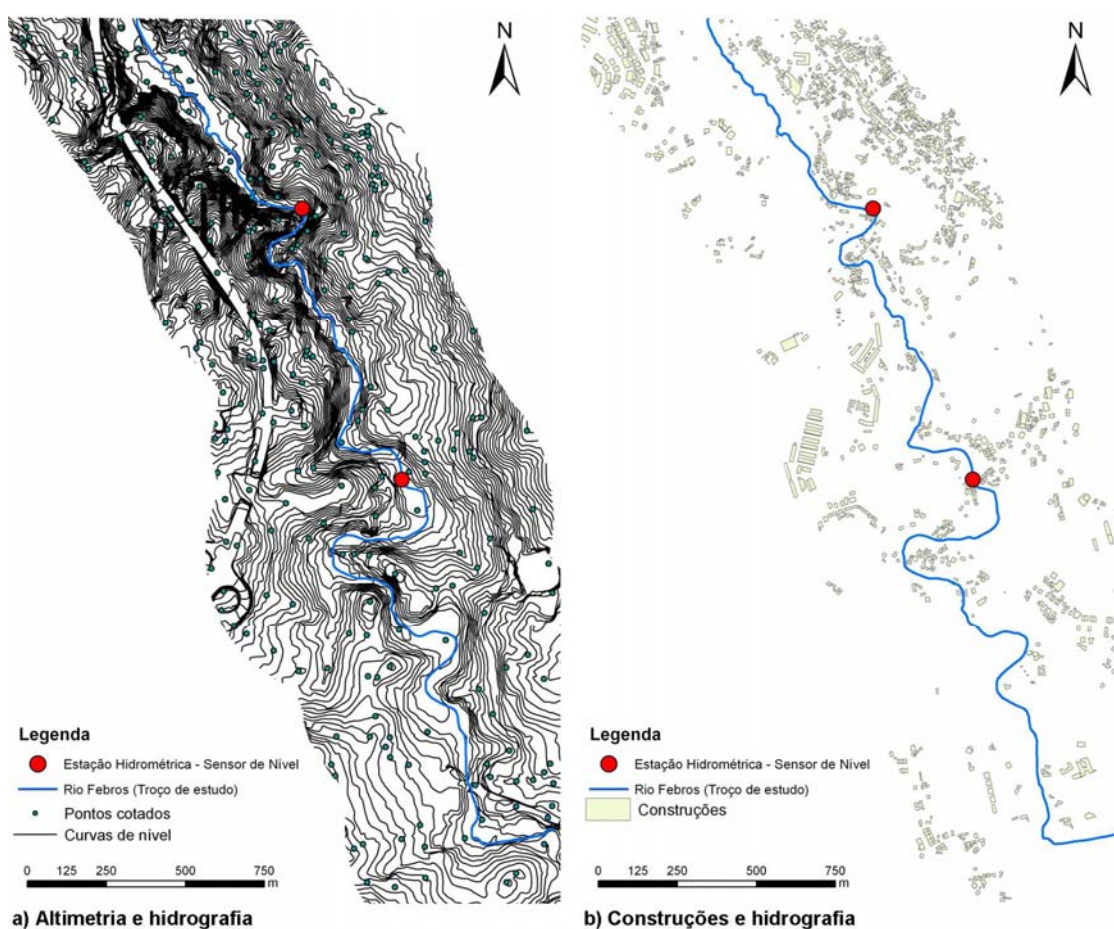 N
Legenda
Estação Hidrométrica - Sensor de Nível
Rio Febros (Troço de estudo)
Pontos cotados
Curvas de nível
0 125 250 500 750
m
a) Altimetria e hidrografia
N
Legenda
Estação Hidrométrica - Sensor de Nível
Rio Febros (Troço de estudo)
Construções
0 125 250 500 750
m
b) Construções e hidrografia